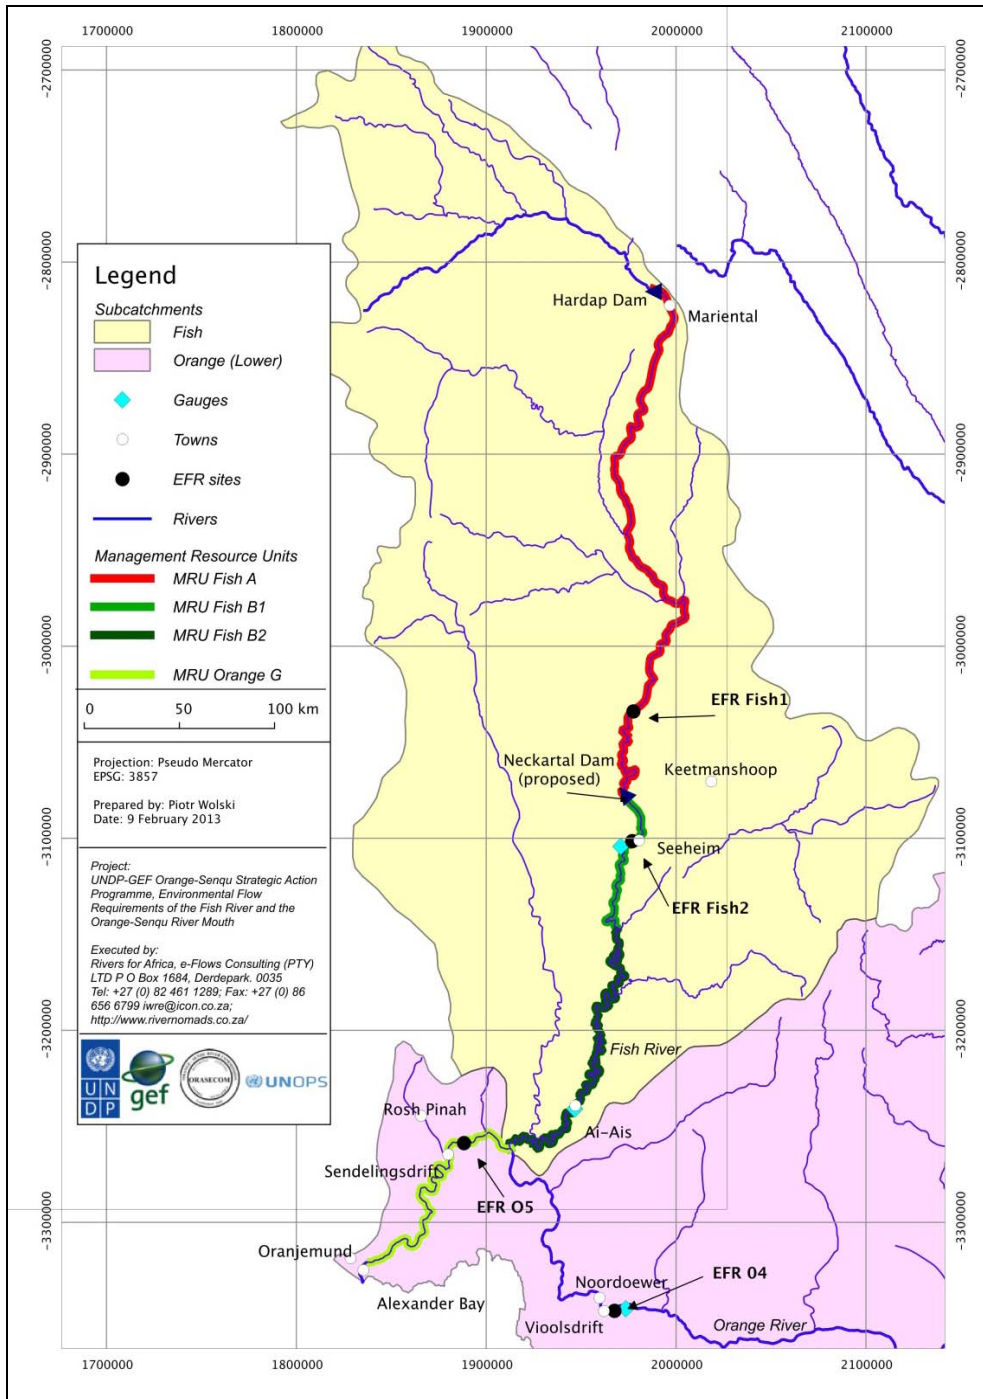 1700000
1800000
1900000
2000000
2100000
-2700000
-2700000
-2800000
-2800000
-2900000
-2900000
-3000000
-3000000
-3100000
-3100000
-3200000
-3200000
-3300000
-3300000
Legend
Subcatchments
Fish
Orange (Lower)
Gauges
Towns
EFR sites
Rivers
Management Resource Units
MRU Fish A
MRU Fish B1
MRU Fish B2
MRU Orange G
0 50 100 km
Projection: Pseudo Mercator
EPSG: 3857
Prepared by: Piotr Wolski
Date: 9 February 2013
Project:
UNDP-GEF Orange-Senqu Strategic Action
Programme, Environmental Flow
Requirements of the Fish River and the
Orange-Senqu River Mouth
Executed by:
Rivers for Africa, e-Flows Consulting (PTY)
LTD P O Box 1684, Derdepark. 0035
Tel: +27 (0) 82 461 1289; Fax: +27 (0) 86
656 6799 iwre@icon.co.za;
http://www.rivernomads.co.za/
UN
DP
gef
ORASECOM
UNOPS
Hardap Dam
Mariental
EFR Fish1
Neckartal Dam
(proposed)
Keetmanshoop
Seeheim
EFR Fish2
Fish River
Ai-Ais
Rosh Pinah
Sendelingsdrift
EFR O5
Oranjemund
Alexander Bay
Noordoewer
EFR 04
Vioolsdrift
Orange River
1700000
1800000
1900000
2000000
2100000